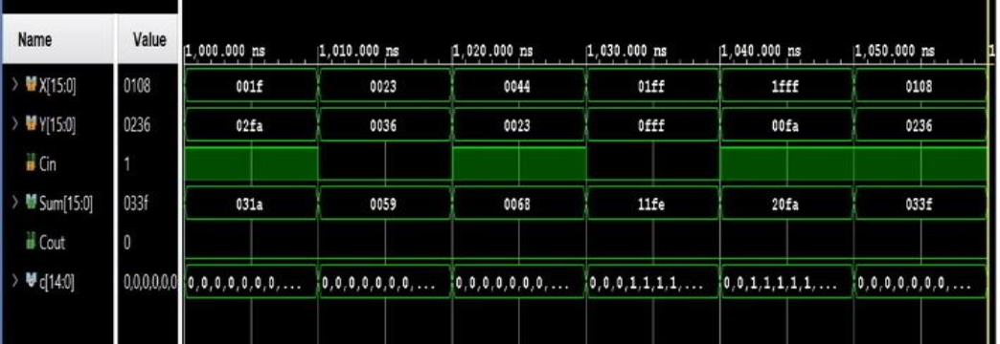 Name Value
1,000.000 ns 1,010.000 ns 1,020.000 ns 1,030.000 ns 1,040.000 ns 1,050.000 ns 1
X[15:0] 0108 001f 0023 0044 01ff 1fff 0108
Y[15:0] 0236 02fa 0036 0023 0fff 00fa 0236
Cin 1
Sum[15:0] 033f 031a 0059 0068 11fe 20fa 033f
Cout 0
c[14:0] 0,0,0,0,0,0 0,0,0,0,0,0,0,... 0,0,0,0,0,0,0,... 0,0,0,0,0,0,0,... 0,0,0,1,1,1,1,... 0,0,1,1,1,1,1,... 0,0,0,0,0,0,0,...